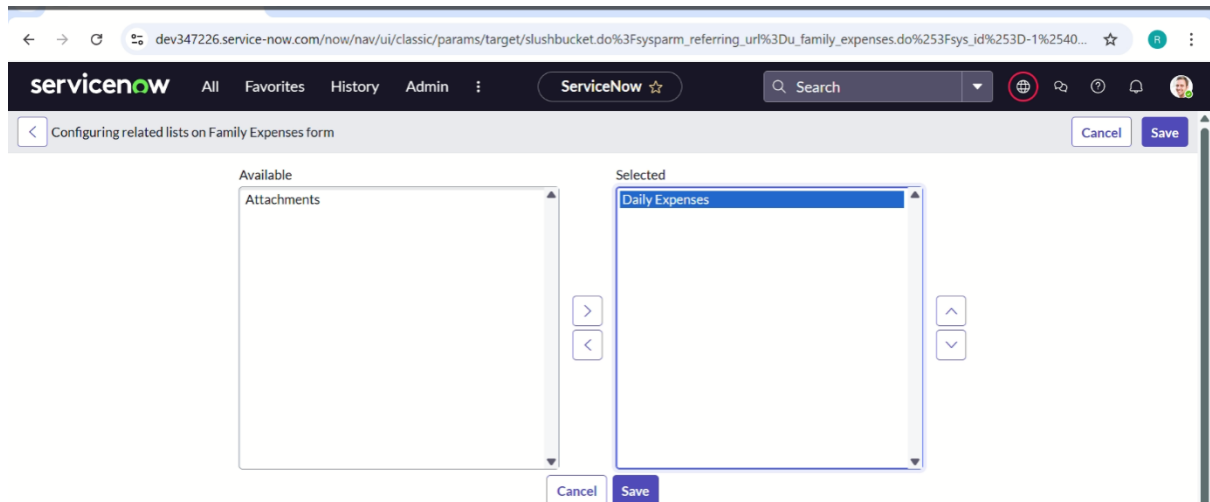 dev347226.service-now.com/now/nav/ui/classic/params/target/slushbucket.do%3Fsysparm_referring_url%3Du_family_expenses.do%253Fsys_id%253D-1%2540...
R
servicenow All Favorites History Admin ServiceNow Search
Configuring related lists on Family Expenses form Cancel Save
Available Selected
Attachments Daily Expenses
Cancel Save